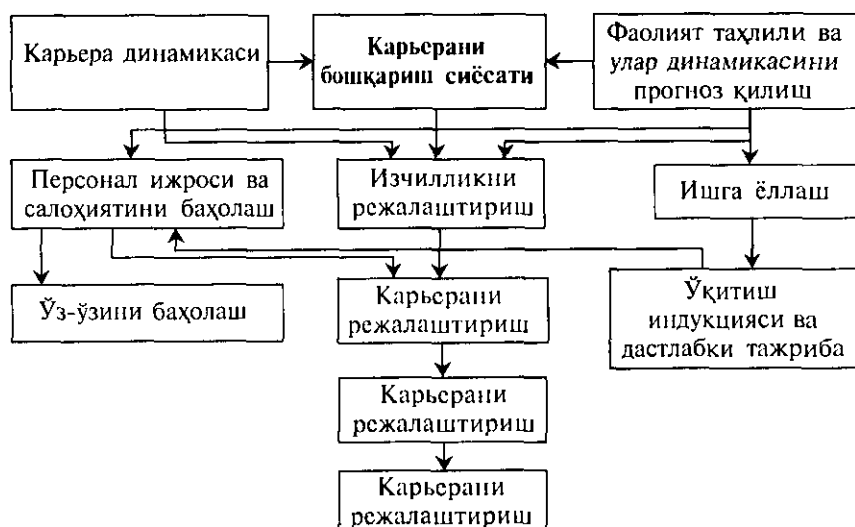 Карьера динамикаси
Карьерани
бошқариш сиёсати
Фаолият таҳлили ва
улар динамикасини
прогноз қилиш
Персонал ижроси ва
салоҳиятини баҳолаш
Изчилликни
режалаштириш
Ишга ёллаш
Ўз-ўзини баҳолаш
Карьерани
режалаштириш
Ўқитиш
индукцияси ва
дастлабки тажриба
Карьерани
режалаштириш
Карьерани
режалаштириш